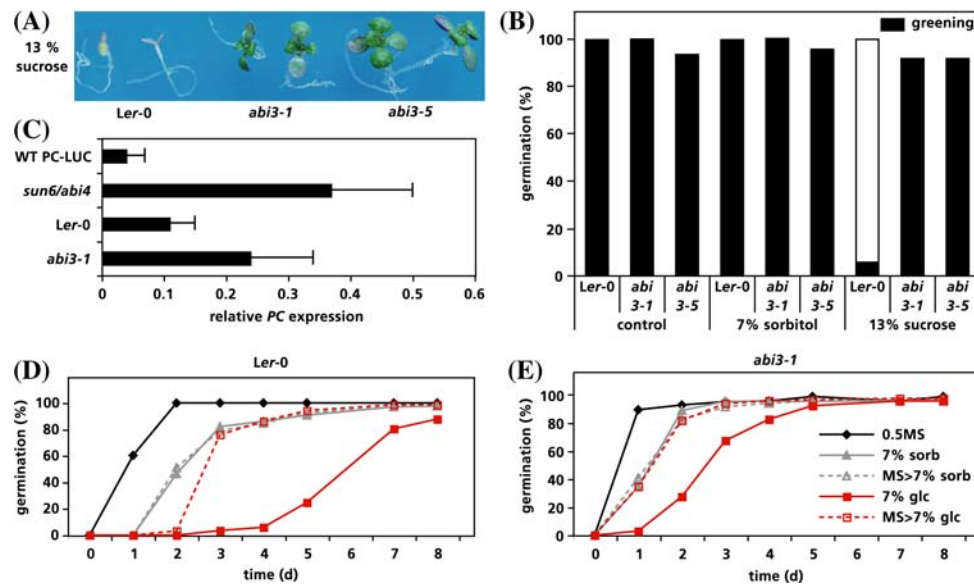 (A)
13 %
sucrose
Ler-0 abi3-1 abi3-5
(B)
greening
germination (%)
100
80
60
40
20
0
Ler-0 abi 3-1 abi 3-5 Ler-0 abi 3-1 abi 3-5 Ler-0 abi 3-1 abi 3-5
control 7% sorbitol 13% sucrose
(C)
WT PC-LUC
sun6/abi4
Ler-0
abi3-1
0 0.1 0.2 0.3 0.4 0.5 0.6
relative PC expression
(D)
Ler-0
germination (%)
100
80
60
40
20
0
0 1 2 3 4 5 7 8
time (d)
(E)
abi3-1
germination (%)
100
80
60
40
20
0
0.5MS
7% sorb
MS>7% sorb
7% glc
MS>7% glc
0 1 2 3 4 5 6 7 8
time (d)